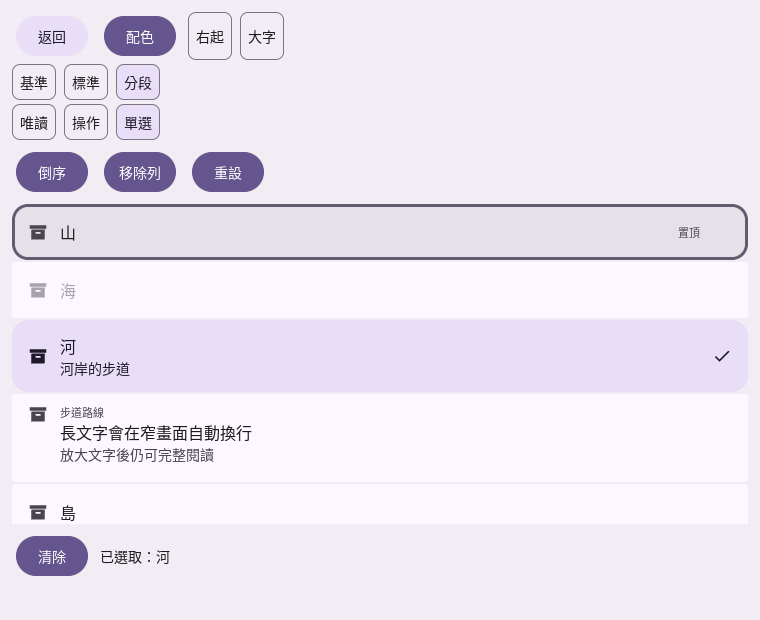 返回 配色 右起 大字
基準 標準 分段
唯讀 操作 單選
倒序 移除列 重設
山 置頂
海
河
河岸的步道
步道路線
長文字會在窄畫面自動換行
放大文字後仍可完整閱讀
島
清除 已選取：河